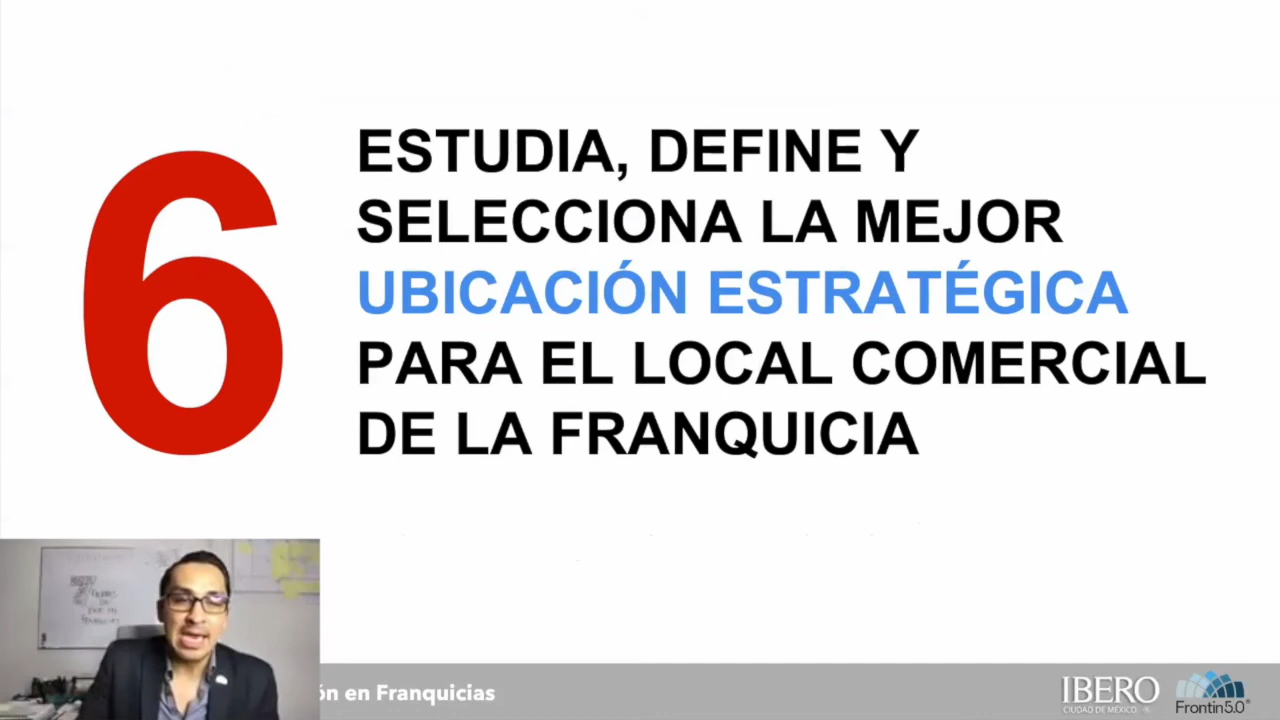 6
ESTUDIA, DEFINE Y
SELECCIONA LA MEJOR
UBICACIÓN ESTRATÉGICA
PARA EL LOCAL COMERCIAL
DE LA FRANQUICIA
ón en Franquicias
IBERO
CIUDAD DE MÉXICO
Frontin5.0®